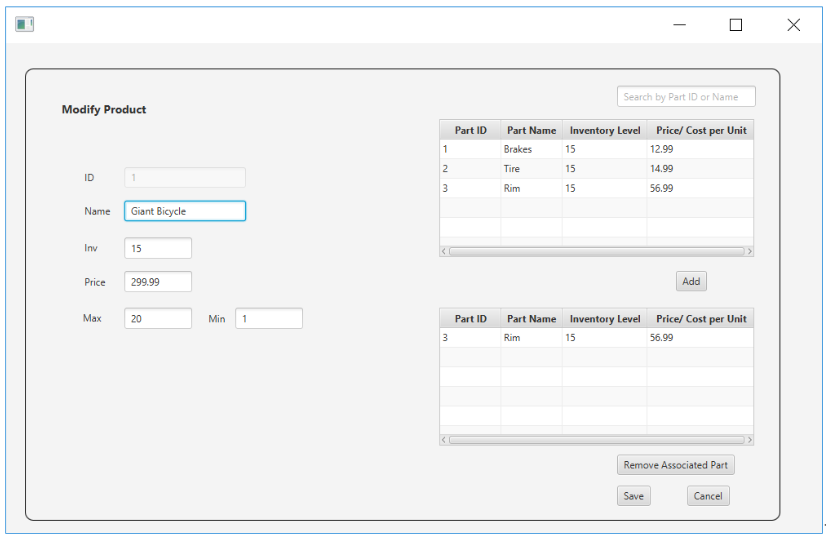 Search by Part ID or Name
Modify Product
Part ID Part Name Inventory Level Price/ Cost per Unit
1 Brakes 15 12.99
2 Tire 15 14.99
3 Rim 15 56.99
ID 1
Name Giant Bicycle
Inv 15
Price 299.99
Max 20 Min 1
Add
Part ID Part Name Inventory Level Price/ Cost per Unit
3 Rim 15 56.99
Remove Associated Part
Save Cancel